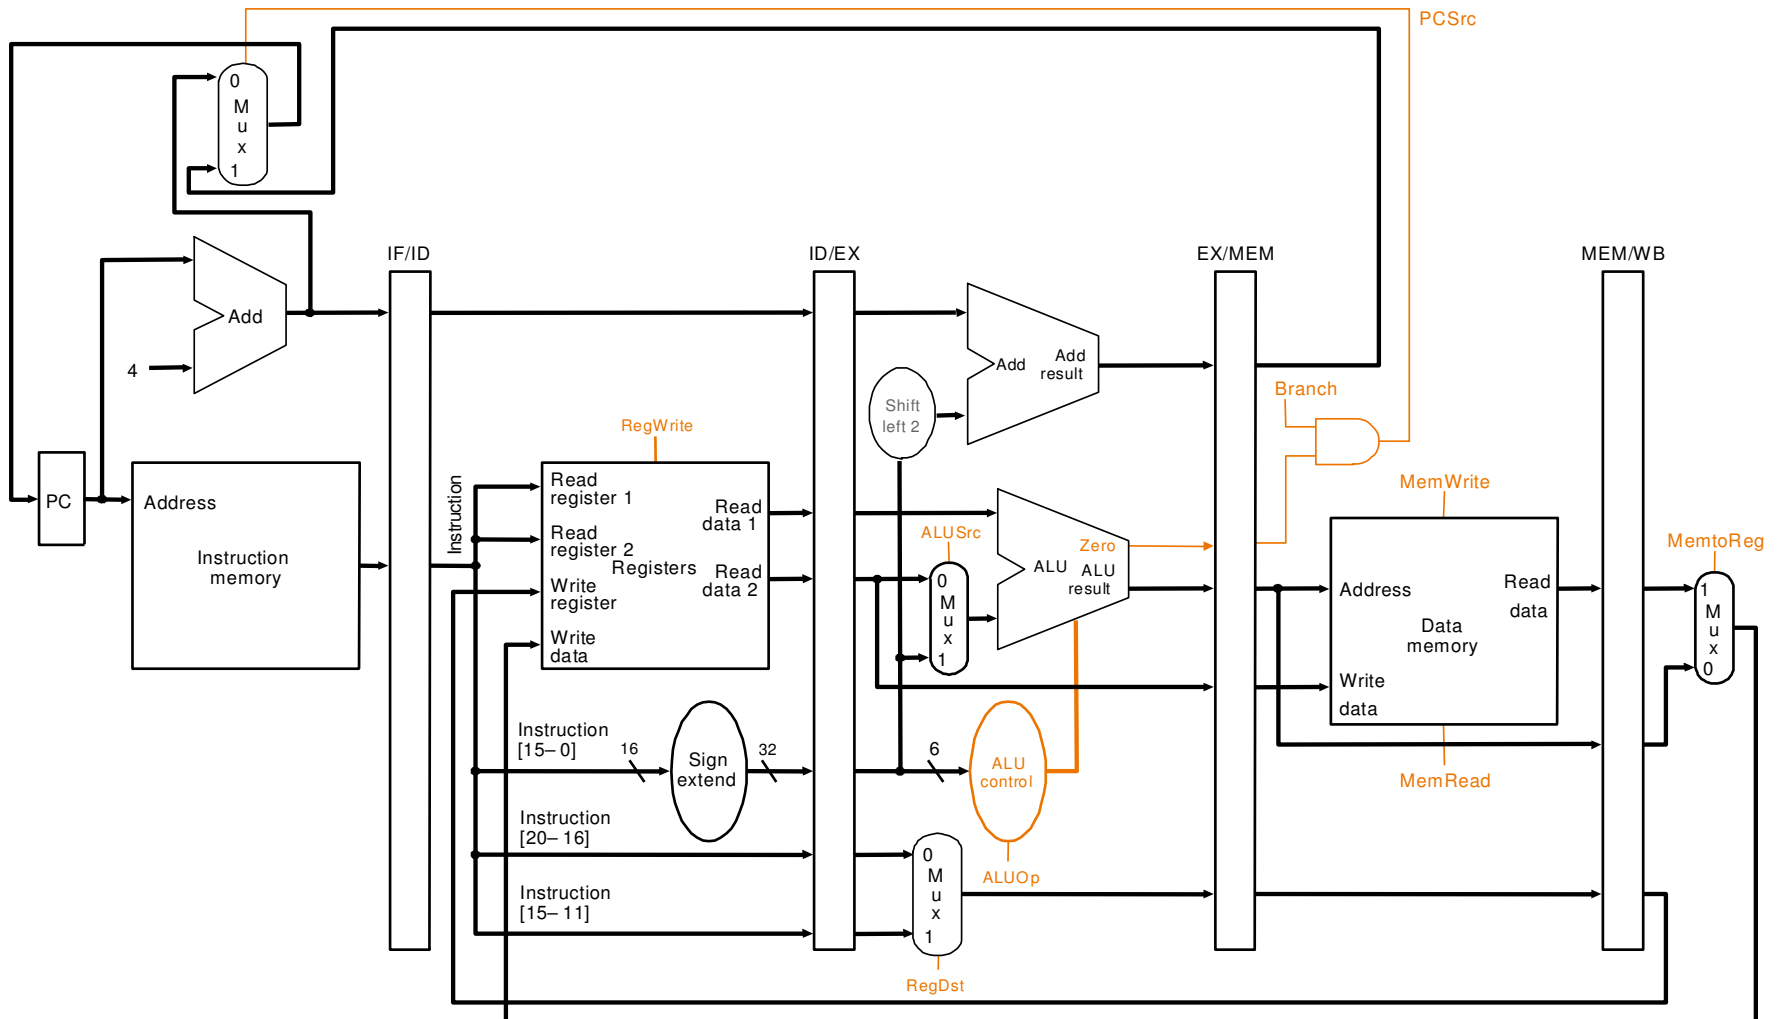 PCSrc
0
M
u
x
1
IF/ID
ID/EX
EX/MEM
MEM/WB
Add
4
Add
Add
result
Shift
left 2
Branch
RegWrite
PC
Address
Instruction
memory
Instruction
Read
register 1
Read
register 2
Write
register
Write
data
Registers
Read
data 1
Read
data 2
ALUSrc
0
M
u
x
1
Zero
ALU
ALU
result
MemWrite
Address
Read
data
Data
memory
Write
data
MemRead
MemtoReg
1
M
u
x
0
Instruction
[15– 0]
16
Sign
extend
32
6
ALU
control
ALUOp
Instruction
[20– 16]
Instruction
[15– 11]
0
M
u
x
1
RegDst